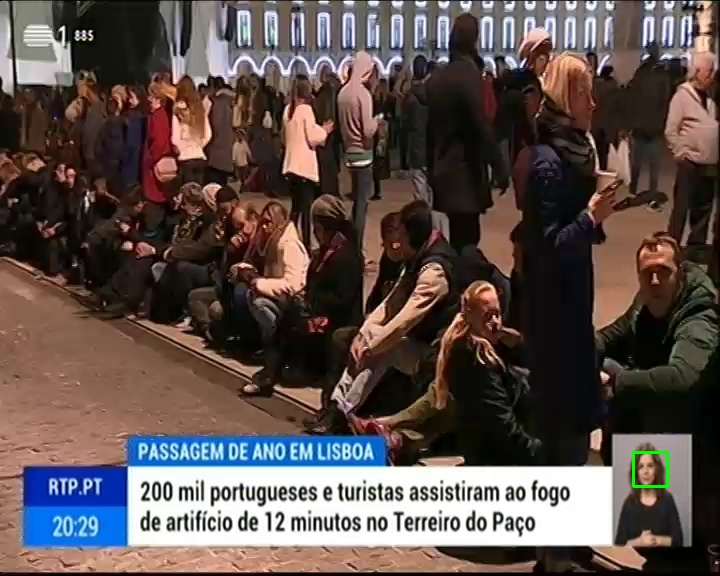 1 885
PASSAGEM DE ANO EM LISBOA
RTP.PT
200 mil portugueses e turistas assistiram ao fogo
20:29
de artifício de 12 minutos no Terreiro do Paço